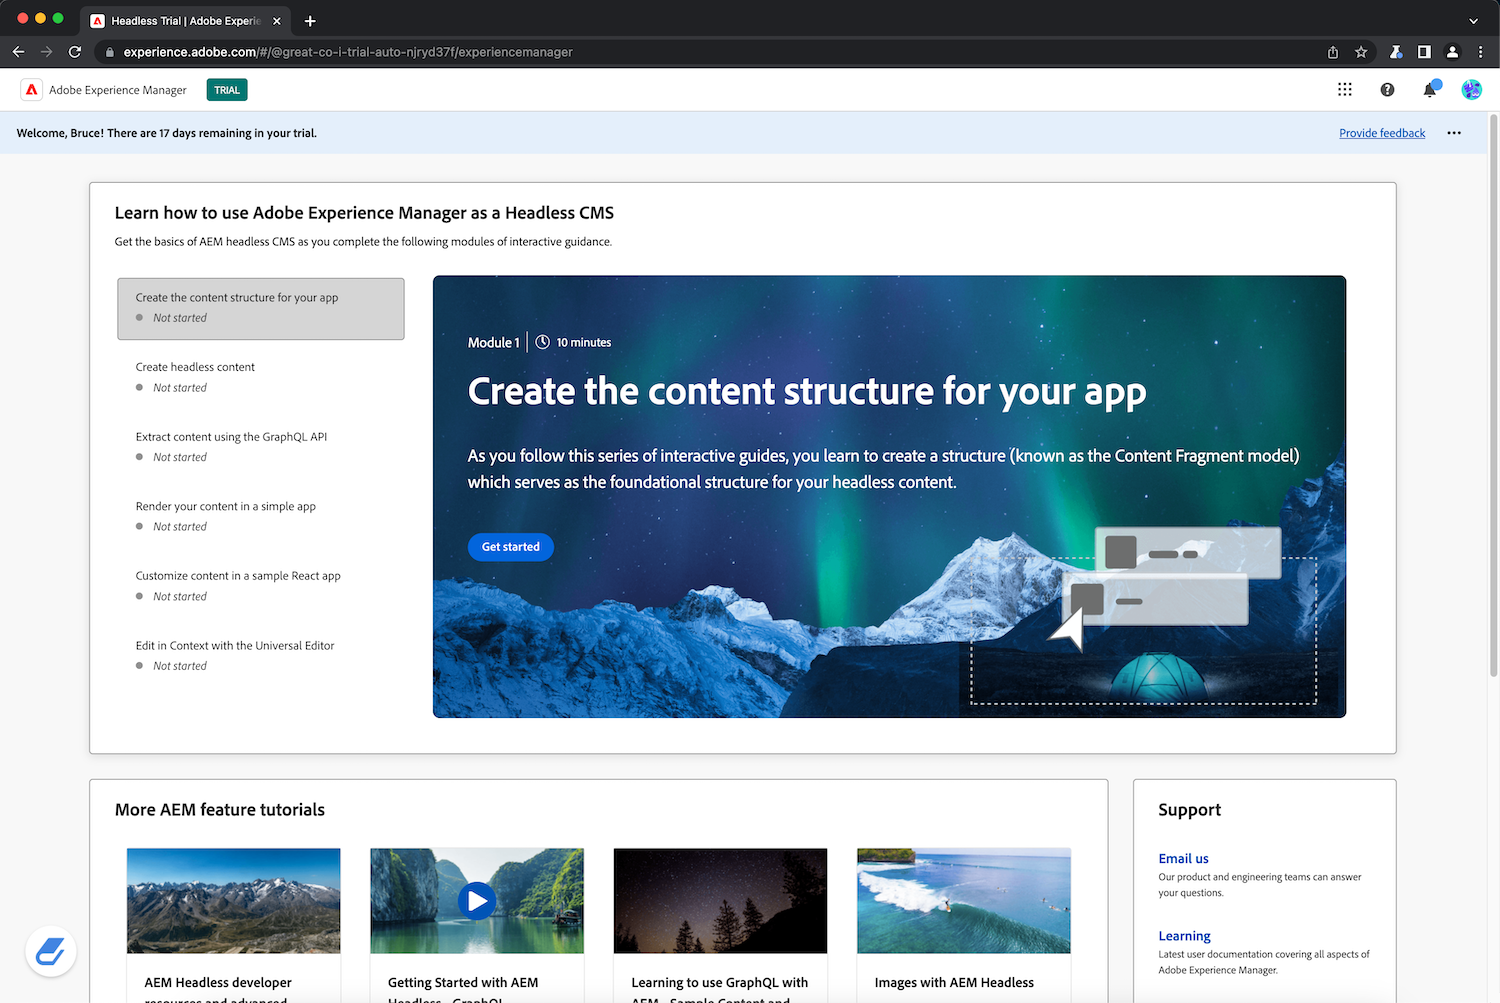 Headless Trial | Adobe Experie
experience.adobe.com/#/@great-co-i-trial-auto-njryd37f/experiencemanager
Adobe Experience Manager
TRIAL
Welcome, Bruce! There are 17 days remaining in your trial.
Provide feedback
Learn how to use Adobe Experience Manager as a Headless CMS
Get the basics of AEM headless CMS as you complete the following modules of interactive guidance.
Create the content structure for your app
Not started
Create headless content
Not started
Extract content using the GraphQL API
Not started
Render your content in a simple app
Not started
Customize content in a sample React app
Not started
Edit in Context with the Universal Editor
Not started
Module 1
10 minutes
Create the content structure for your app
As you follow this series of interactive guides, you learn to create a structure (known as the Content Fragment model)
which serves as the foundational structure for your headless content.
Get started
More AEM feature tutorials
AEM Headless developer
resources and advanced
Getting Started with AEM
Headless - GraphQL
Learning to use GraphQL with
AEM - Sample Content and
Images with AEM Headless
Support
Email us
Our product and engineering teams can answer
your questions.
Learning
Latest user documentation covering all aspects of
Adobe Experience Manager.